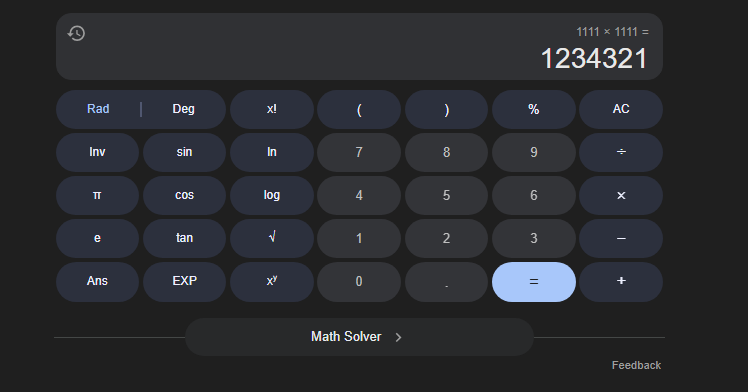 1111 × 1111 =
1234321
Rad | Deg x! ( ) % AC
Inv sin ln 7 8 9 ÷
π cos log 4 5 6 ×
e tan √ 1 2 3 −
Ans EXP xʸ 0 . = +
Math Solver
Feedback